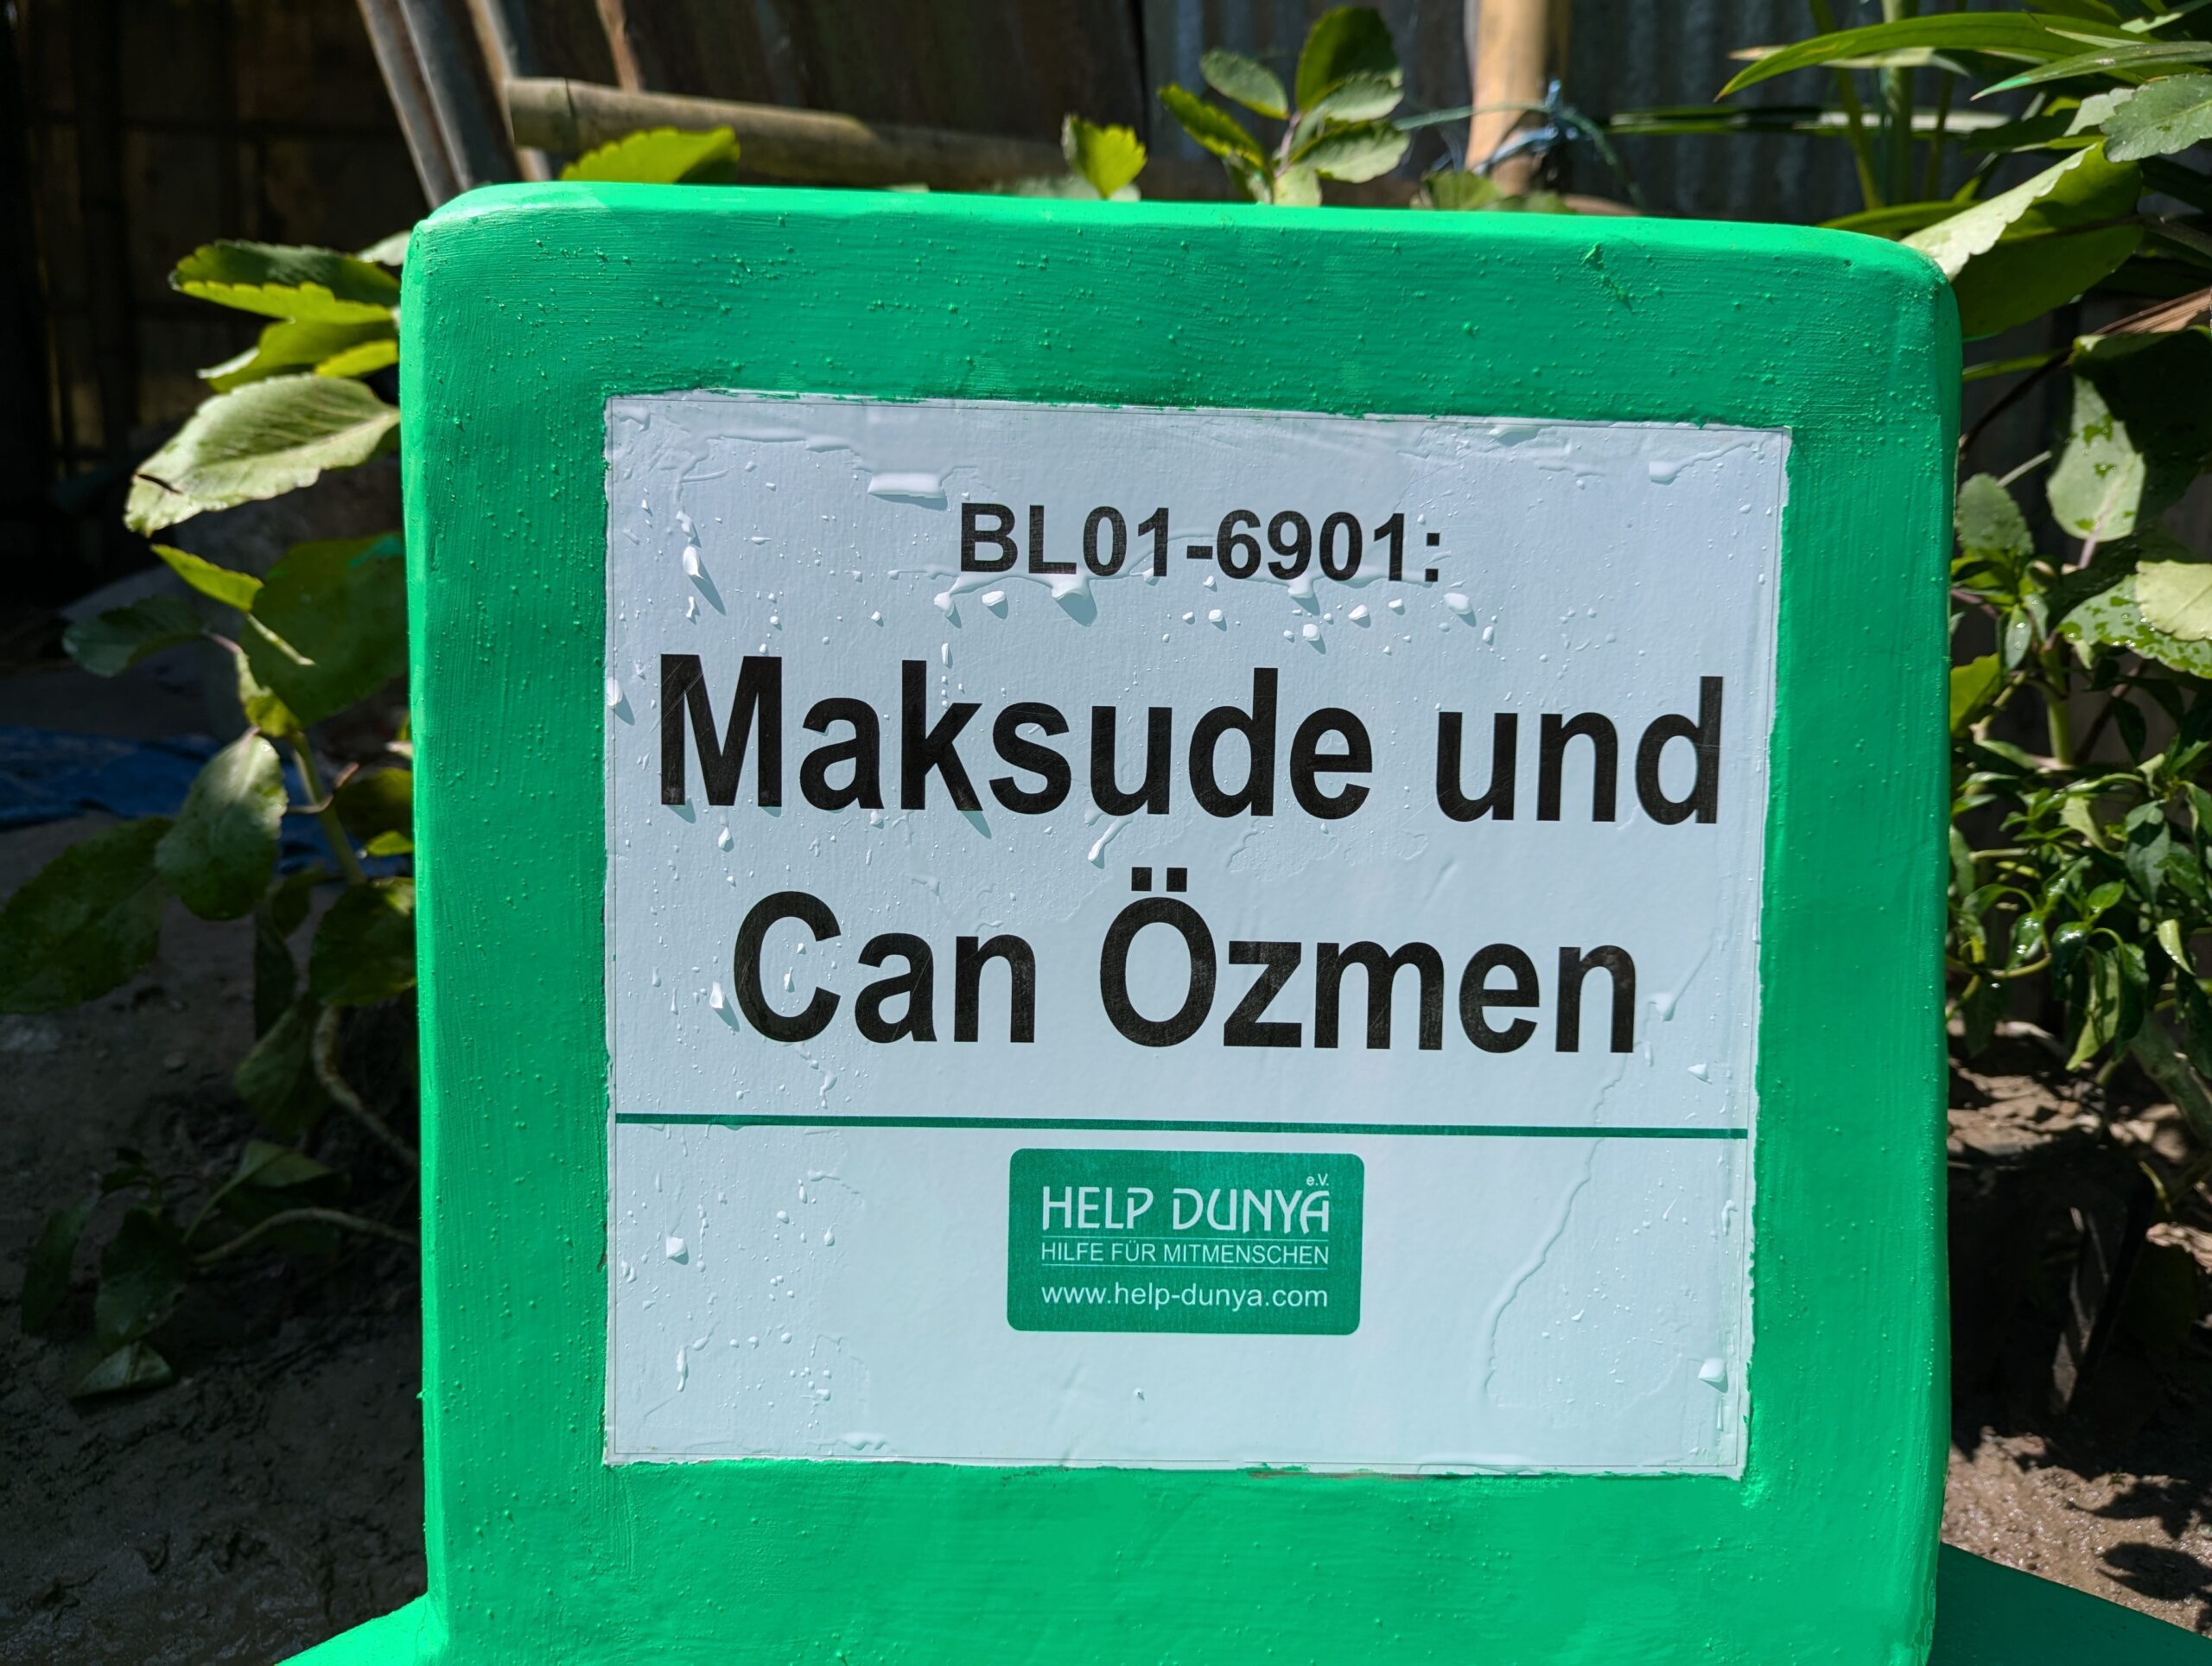 BL01-6901:
Maksude und
Can Özmen
HELP DUNYA e.V.
HILFE FÜR MITMENSCHEN
www.help-dunya.com